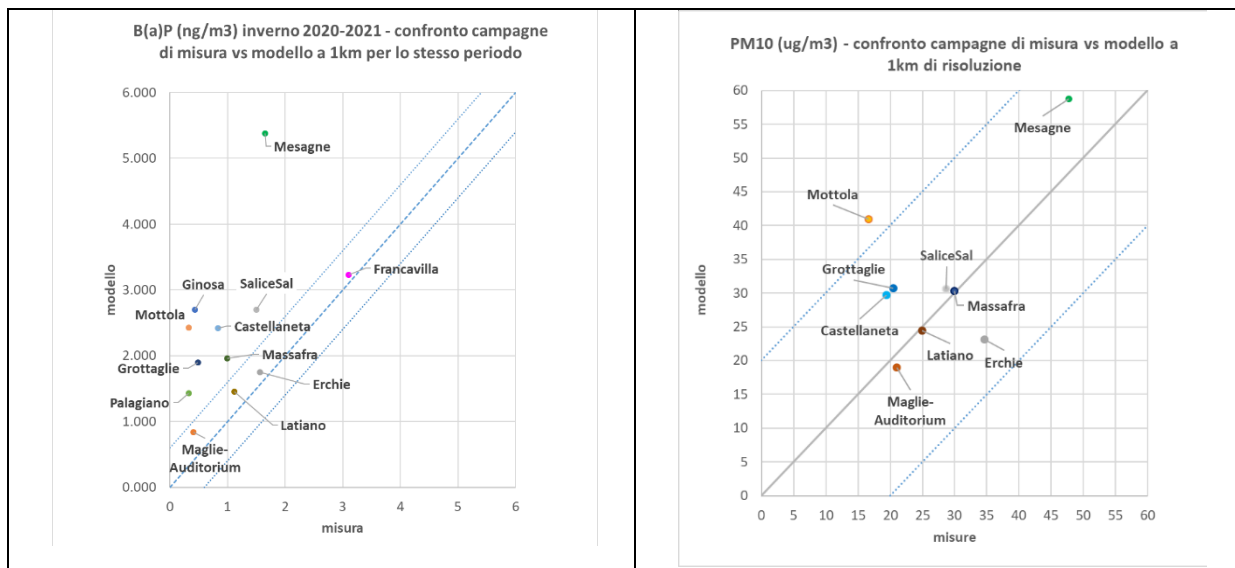 B(a)P (ng/m3) inverno 2020-2021 - confronto campagne
di misura vs modello a 1km per lo stesso periodo
6.000
5.000
4.000
3.000
2.000
1.000
0.000
modello
Mesagne
Francavilla
Ginosa
SaliceSal
Mottola
Castellaneta
Massafra
Grottaglie
Erchie
Palagiano
Latiano
Maglie-
Auditorium
0 1 2 3 4 5 6
misura
PM10 (ug/m3) - confronto campagne di misura vs modello a
1km di risoluzione
60
55
50
45
40
35
30
25
20
15
10
5
0
modello
Mesagne
Mottola
SaliceSal
Grottaglie
Massafra
Castellaneta
Latiano
Erchie
Maglie-
Auditorium
0 5 10 15 20 25 30 35 40 45 50 55 60
misure